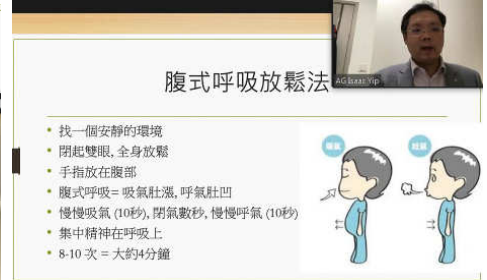 AG Isaac Yip
腹式呼吸放鬆法
找一個安靜的環境
閉起雙眼, 全身放鬆
手指放在腹部
腹式呼吸= 吸氣肚漲, 呼氣肚凹
慢慢吸氣 (10秒), 閉氣數秒, 慢慢呼氣 (10秒)
集中精神在呼吸上
8-10 次 = 大約4分鐘
吸氣